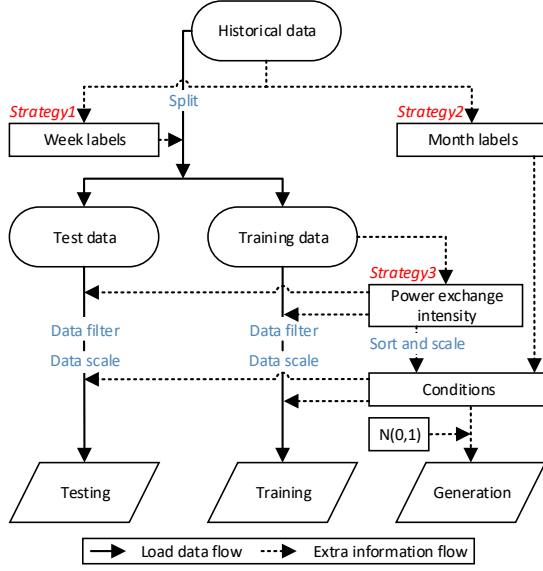 Historical data
Split
Strategy1
Strategy2
Week labels
Month labels
Test data
Training data
Strategy3
Power exchange
intensity
Data filter
Data filter
Sort and scale
Data scale
Data scale
Conditions
N(0,1)
Testing
Training
Generation
Load data flow
Extra information flow